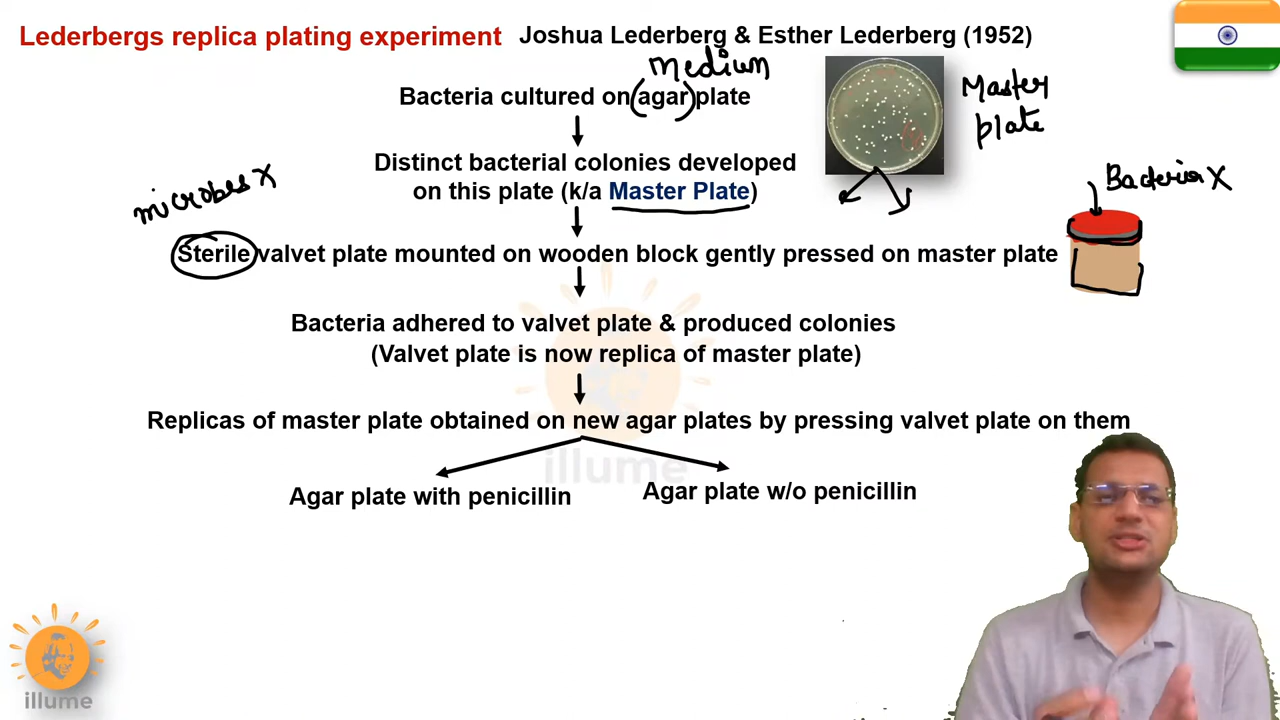 Lederbergs replica plating experiment Joshua Lederberg & Esther Lederberg (1952)
medium
Bacteria cultured on (agar) plate
Master
plate
Distinct bacterial colonies developed
on this plate (k/a Master Plate)
microbes X
Bacteria X
Sterile valvet plate mounted on wooden block gently pressed on master plate
Bacteria adhered to valvet plate & produced colonies
(Valvet plate is now replica of master plate)
Replicas of master plate obtained on new agar plates by pressing valvet plate on them
illume
Agar plate with penicillin
Agar plate w/o penicillin
illume